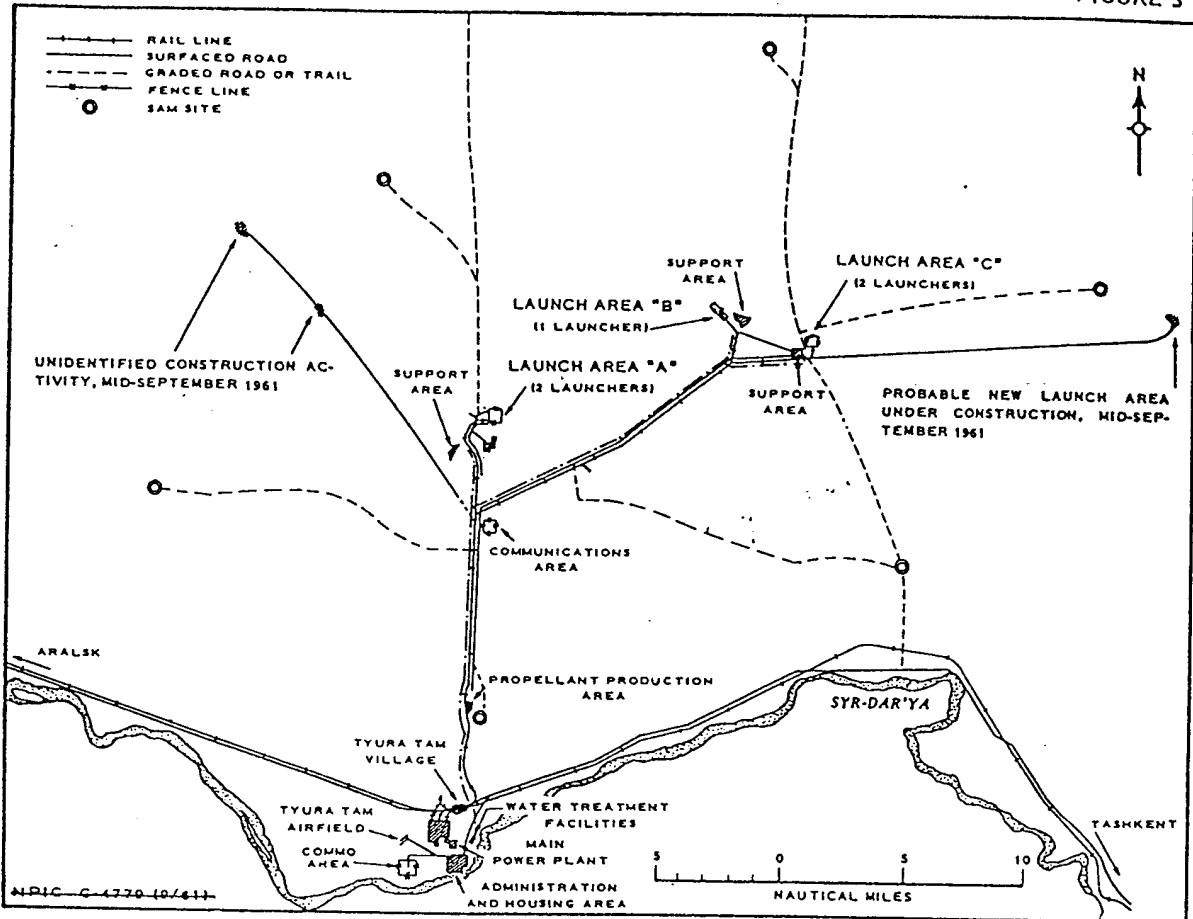 FIGURE 3
RAIL LINE
SURFACED ROAD
GRADED ROAD OR TRAIL
FENCE LINE
SAM SITE
N
SUPPORT
AREA
LAUNCH AREA "C"
(2 LAUNCHERS)
LAUNCH AREA "B"
(1 LAUNCHER)
UNIDENTIFIED CONSTRUCTION AC-
TIVITY, MID-SEPTEMBER 1961
SUPPORT
AREA
LAUNCH AREA "A"
(2 LAUNCHERS)
SUPPORT
AREA
PROBABLE NEW LAUNCH AREA
UNDER CONSTRUCTION, MID-SEP-
TEMBER 1961
COMMUNICATIONS
AREA
ARALSK
PROPELLANT PRODUCTION
AREA
SYR-DAR'YA
TYURA TAM
VILLAGE
TYURA TAM
AIRFIELD
WATER TREATMENT
FACILITIES
COMMO
AREA
MAIN
POWER PLANT
TASHKENT
ADMINISTRATION
AND HOUSING AREA
5 0 5 10
NAUTICAL MILES
NPIC G-4770 (9/61)